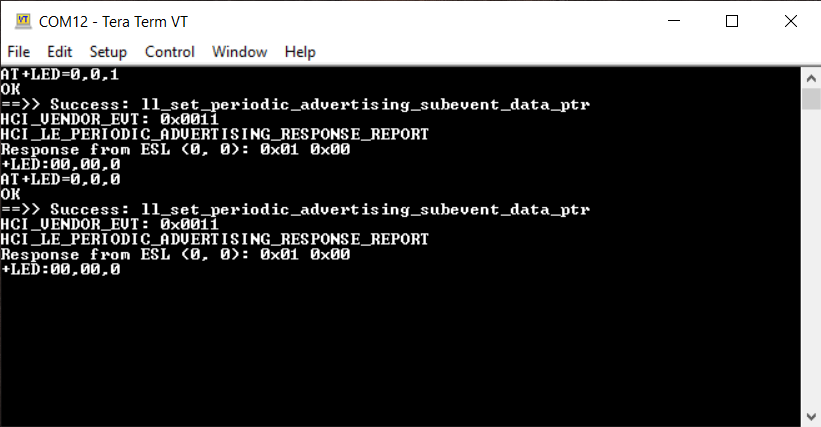 COM12 - Tera Term VT
File Edit Setup Control Window Help
AT+LED=0,0,1
OK
==>> Success: ll_set_periodic_advertising_subevent_data_ptr
HCI_VENDOR_EVT: 0x0011
HCI_LE_PERIODIC_ADVERTISING_RESPONSE_REPORT
Response from ESL (0, 0): 0x01 0x00
+LED:00,00,0
AT+LED=0,0,0
OK
==>> Success: ll_set_periodic_advertising_subevent_data_ptr
HCI_VENDOR_EVT: 0x0011
HCI_LE_PERIODIC_ADVERTISING_RESPONSE_REPORT
Response from ESL (0, 0): 0x01 0x00
+LED:00,00,0